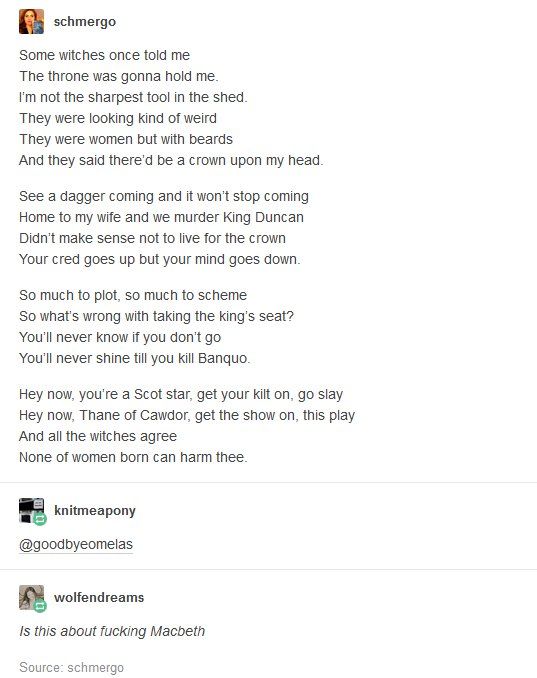 schmergo
Some witches once told me
The throne was gonna hold me.
I'm not the sharpest tool in the shed.
They were looking kind of weird
They were women but with beards
And they said there'd be a crown upon my head.
See a dagger coming and it won't stop coming
Home to my wife and we murder King Duncan
Didn't make sense not to live for the crown
Your cred goes up but your mind goes down.
So much to plot, so much to scheme
So what's wrong with taking the king's seat?
You'll never know if you don't go
You'll never shine till you kill Banquo.
Hey now, you're a Scot star, get your kilt on, go slay
Hey now, Thane of Cawdor, get the show on, this play
And all the witches agree
None of women born can harm thee.
knitmeapony
@goodbyeomelas
wolfendreams
Is this about fucking Macbeth
Source: schmergo